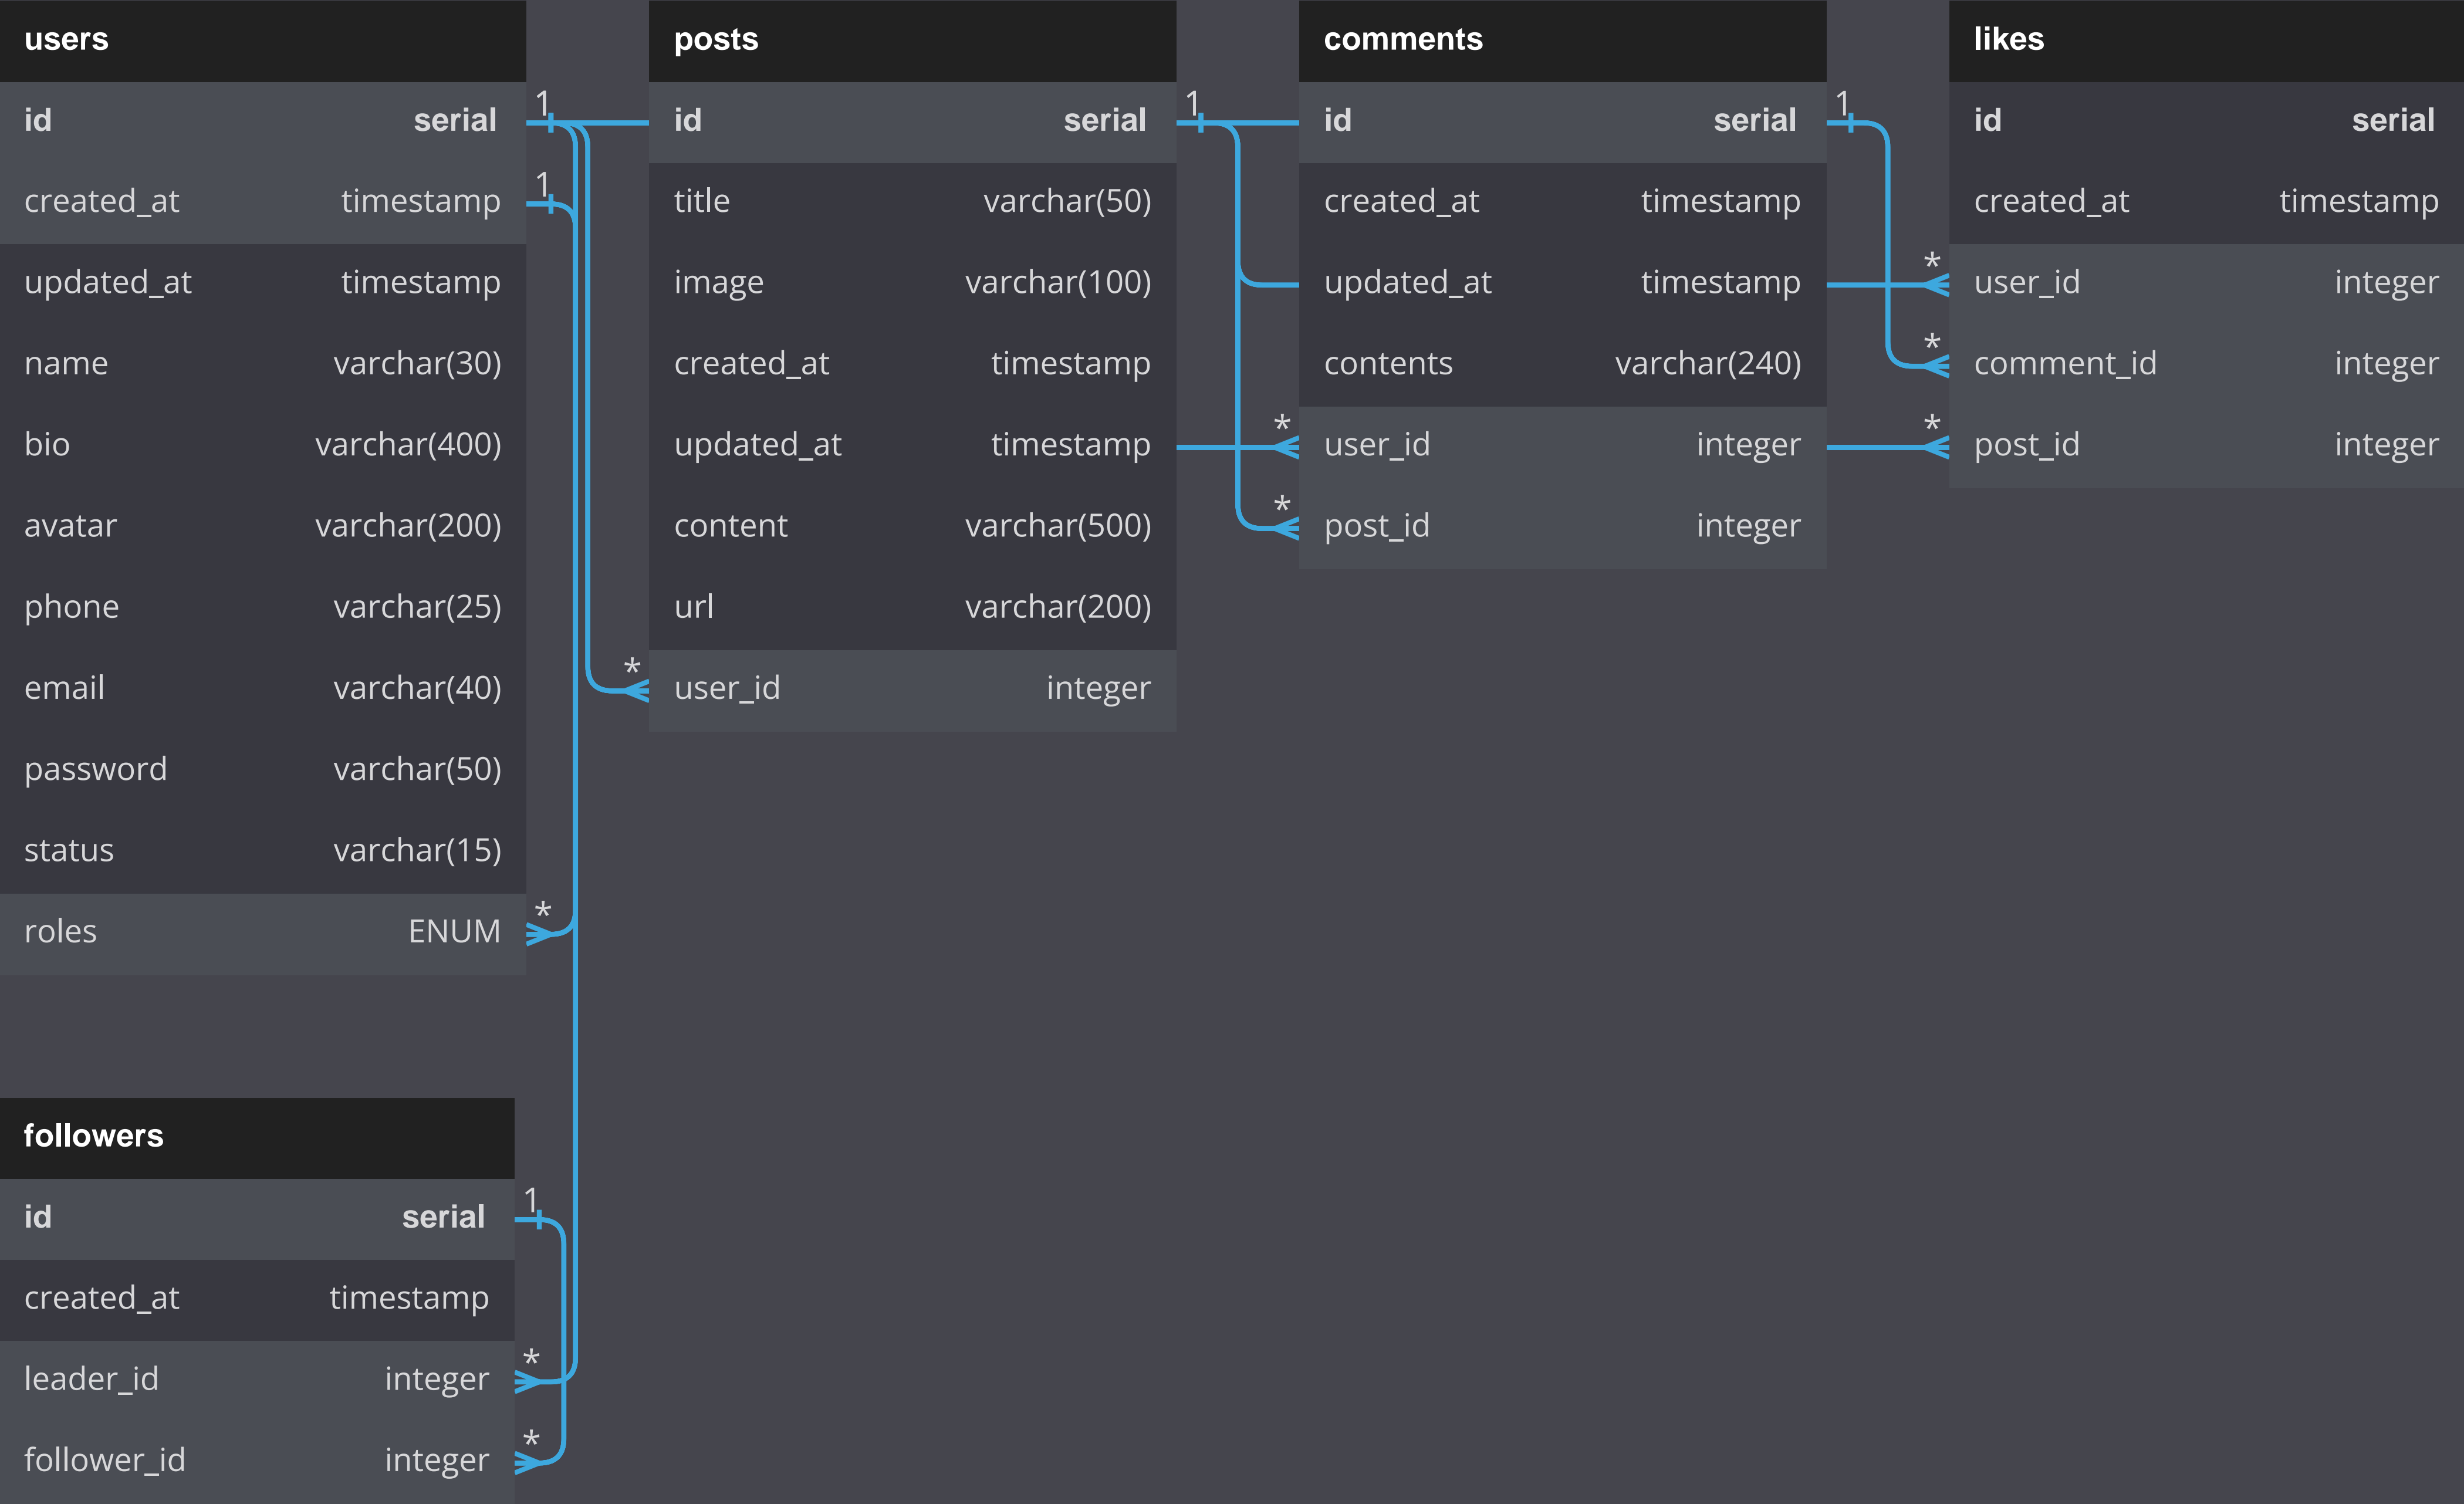 users
id serial
created_at timestamp
updated_at timestamp
name varchar(30)
bio varchar(400)
avatar varchar(200)
phone varchar(25)
email varchar(40)
password varchar(50)
status varchar(15)
roles ENUM
1
1
*
posts
id serial
title varchar(50)
image varchar(100)
created_at timestamp
updated_at timestamp
content varchar(500)
url varchar(200)
user_id integer
*
1
comments
id serial
created_at timestamp
updated_at timestamp
contents varchar(240)
user_id integer
post_id integer
*
*
1
likes
id serial
created_at timestamp
user_id integer
comment_id integer
post_id integer
*
*
*
followers
id serial
created_at timestamp
leader_id integer
follower_id integer
1
*
*